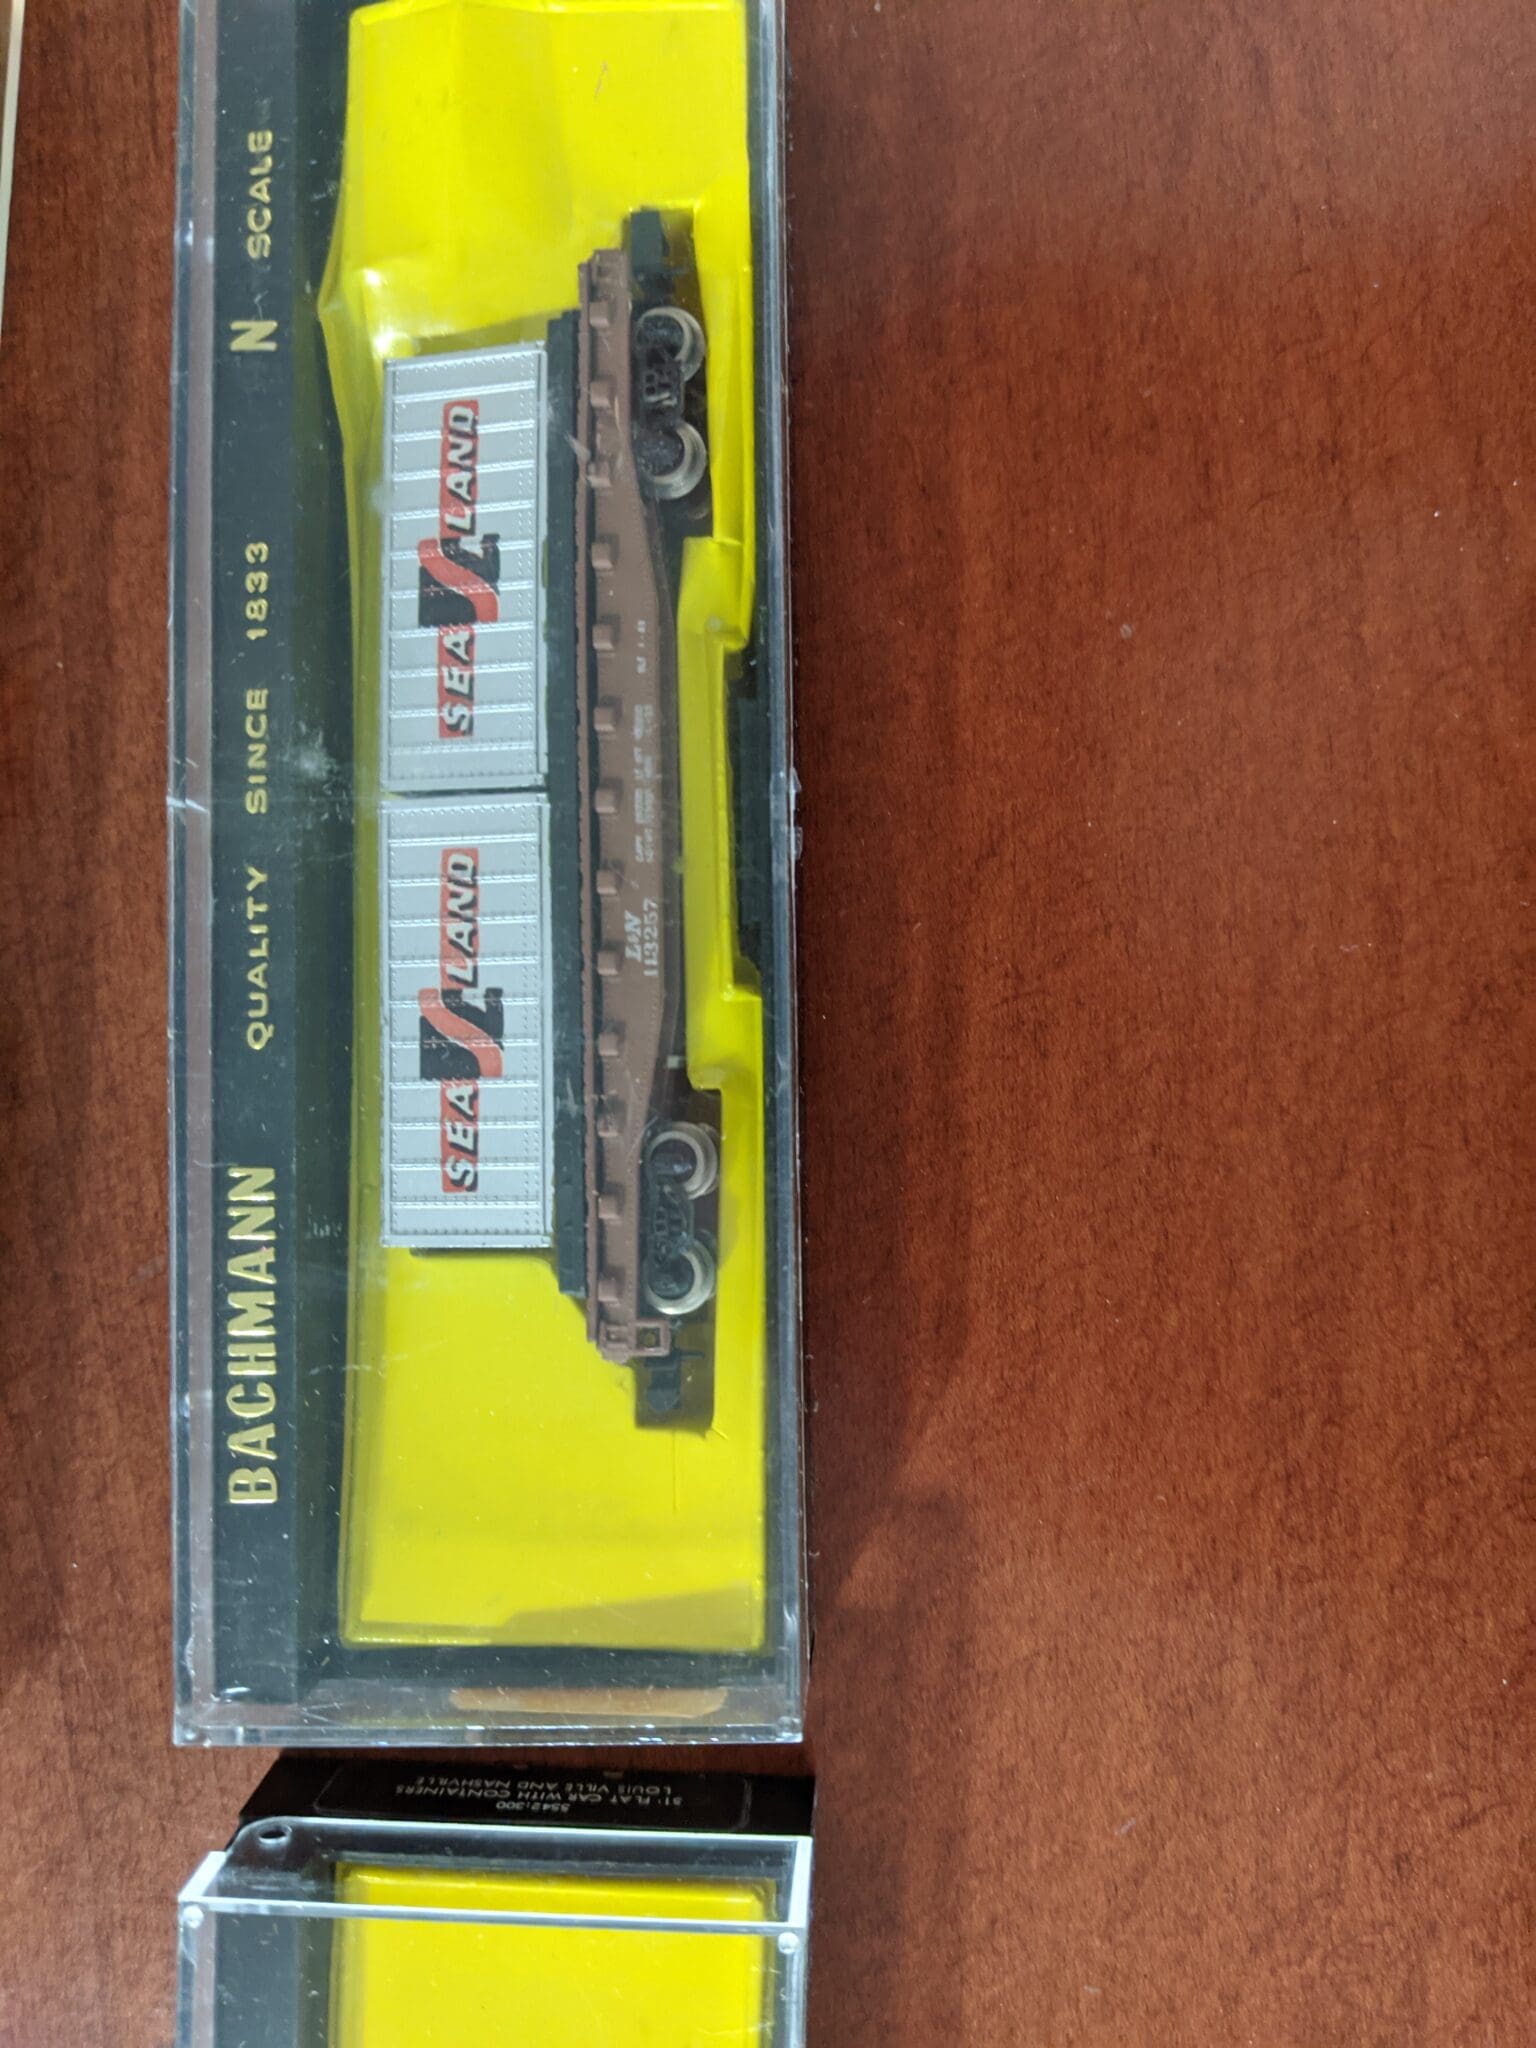 BACHMANN QUALITY SINCE 1833 N SCALE
SEA LAND
SEA LAND
L&N
113257
5542:300
51' FLAT CAR WITH CONTAINERS
LOUIS VILLE AND NASHVILLE